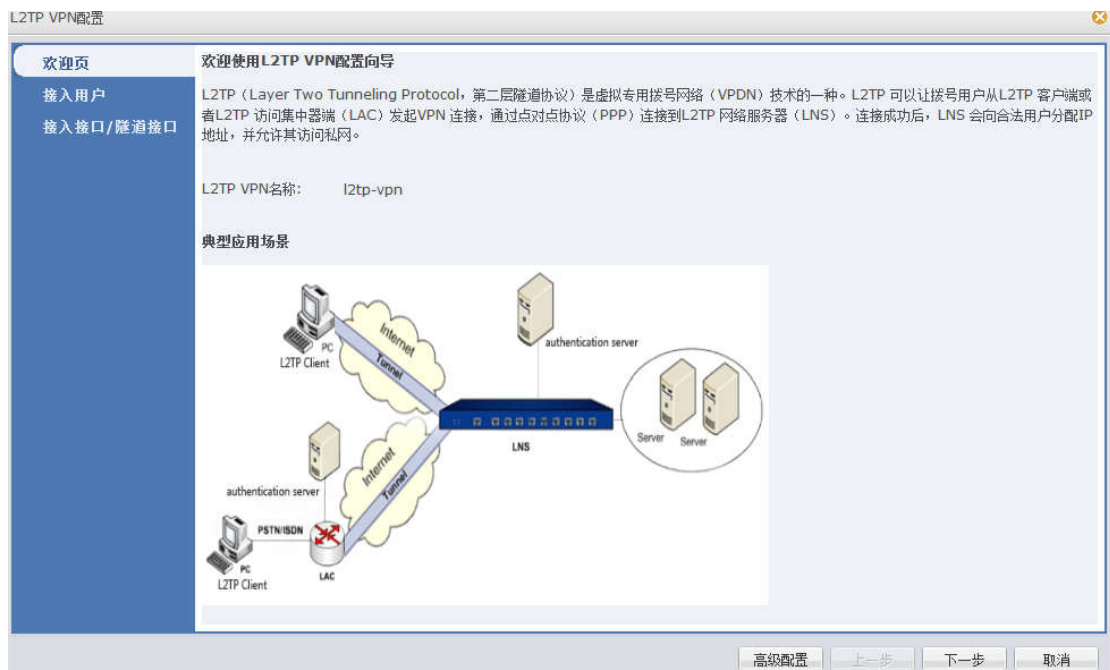 L2TP VPN配置
欢迎页
接入用户
接入接口/隧道接口
欢迎使用L2TP VPN配置向导
L2TP（Layer Two Tunneling Protocol，第二层隧道协议）是虚拟专用拨号网络（VPDN）技术的一种。L2TP 可以让拨号用户从L2TP 客户端或
者L2TP 访问集中器端（LAC）发起VPN 连接，通过点对点协议（PPP）连接到L2TP 网络服务器（LNS）。连接成功后，LNS 会向合法用户分配IP
地址，并允许其访问私网。
L2TP VPN名称:
l2tp-vpn
典型应用场景
PC
L2TP Client
Internet
Tunnel
authentication server
LNS
Server
Server
authentication server
Internet
Tunnel
PSTN/ISDN
PC
L2TP Client
LAC
高级配置
上一步
下一步
取消